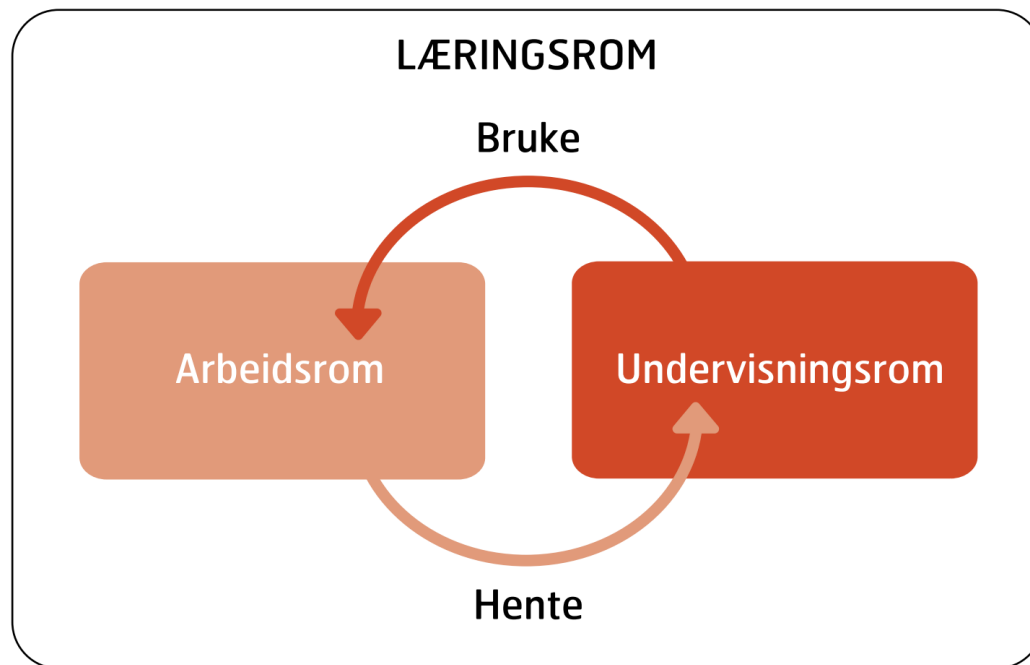 LÆRINGSROM
Bruke
Arbeidsrom
Undervisningsrom
Hente